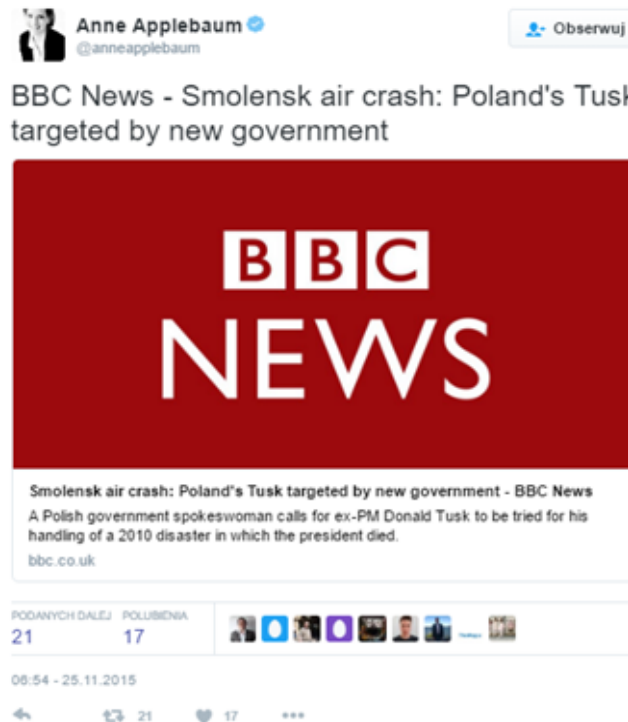 Anne Applebaum
@anneapplebaum
Obserwuj
BBC News - Smolensk air crash: Poland's Tusk
targeted by new government
BBC
NEWS
Smolensk air crash: Poland's Tusk targeted by new government - BBC News
A Polish government spokeswoman calls for ex-PM Donald Tusk to be tried for his
handling of a 2010 disaster in which the president died.
bbc.co.uk
PODANYCH DALEJ POLUBIENIA
21 17
06:54 - 25.11.2015
21 17